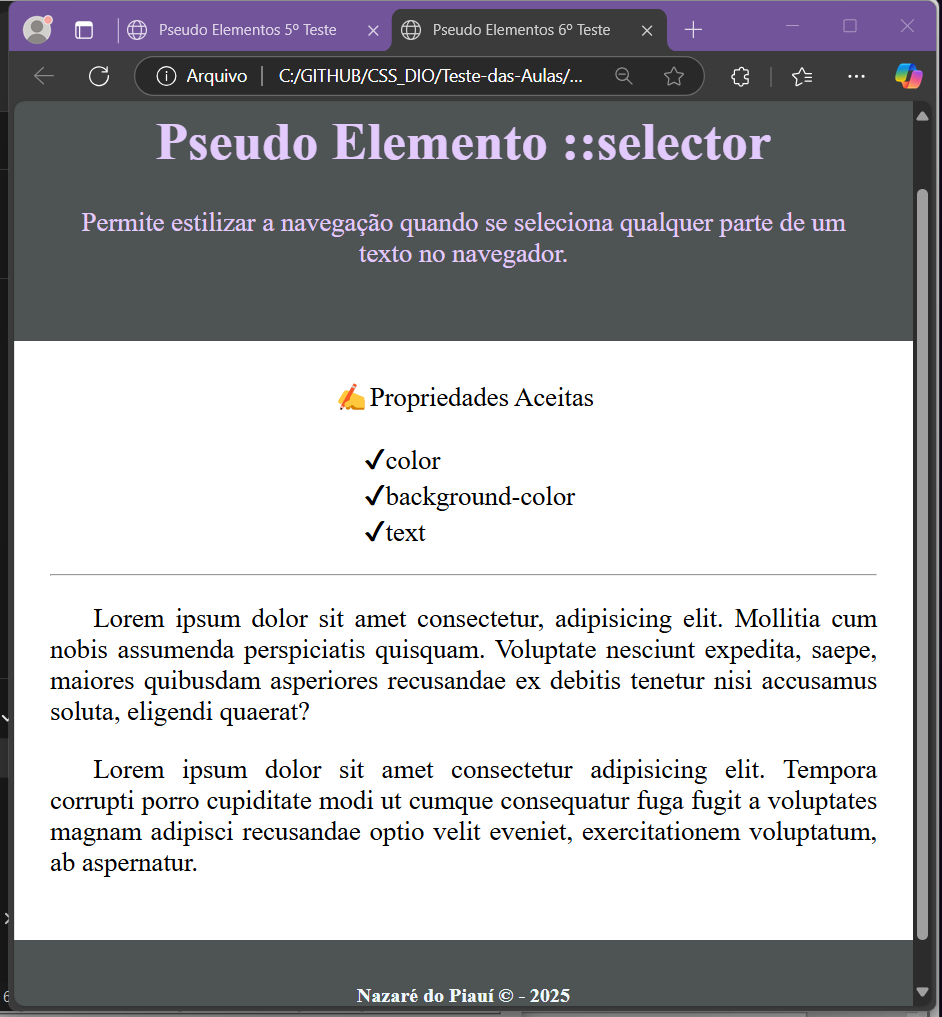 Pseudo Elementos 5º Teste
Pseudo Elementos 6º Teste
Arquivo
C:/GITHUB/CSS_DIO/Teste-das-Aulas/...
Pseudo Elemento ::selector
Permite estilizar a navegação quando se seleciona qualquer parte de um
texto no navegador.
✍Propriedades Aceitas
✔color
✔background-color
✔text
Lorem ipsum dolor sit amet consectetur, adipisicing elit. Mollitia cum
nobis assumenda perspiciatis quisquam. Voluptate nesciunt expedita, saepe,
maiores quibusdam asperiores recusandae ex debitis tenetur nisi accusamus
soluta, eligendi quaerat?
Lorem ipsum dolor sit amet consectetur adipisicing elit. Tempora
corrupti porro cupiditate modi ut cumque consequatur fuga fugit a voluptates
magnam adipisci recusandae optio velit eveniet, exercitationem voluptatum,
ab aspernatur.
Nazaré do Piauí © - 2025